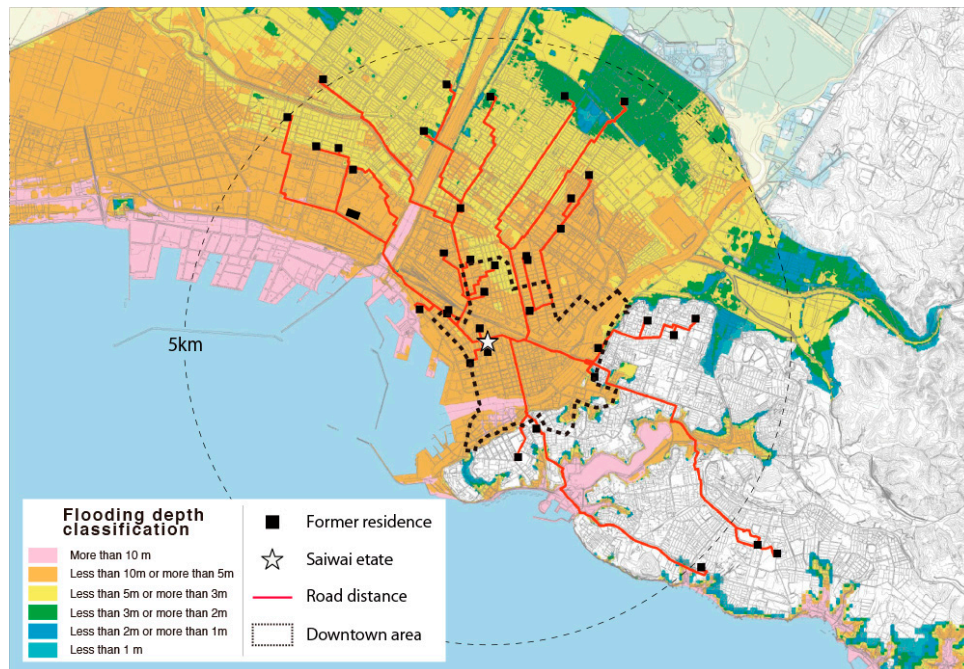 5km
Flooding depth
classification
More than 10 m
Less than 10m or more than 5m
Less than 5m or more than 3m
Less than 3m or more than 2m
Less than 2m or more than 1m
Less than 1 m
Former residence
Saiwai etate
Road distance
Downtown area